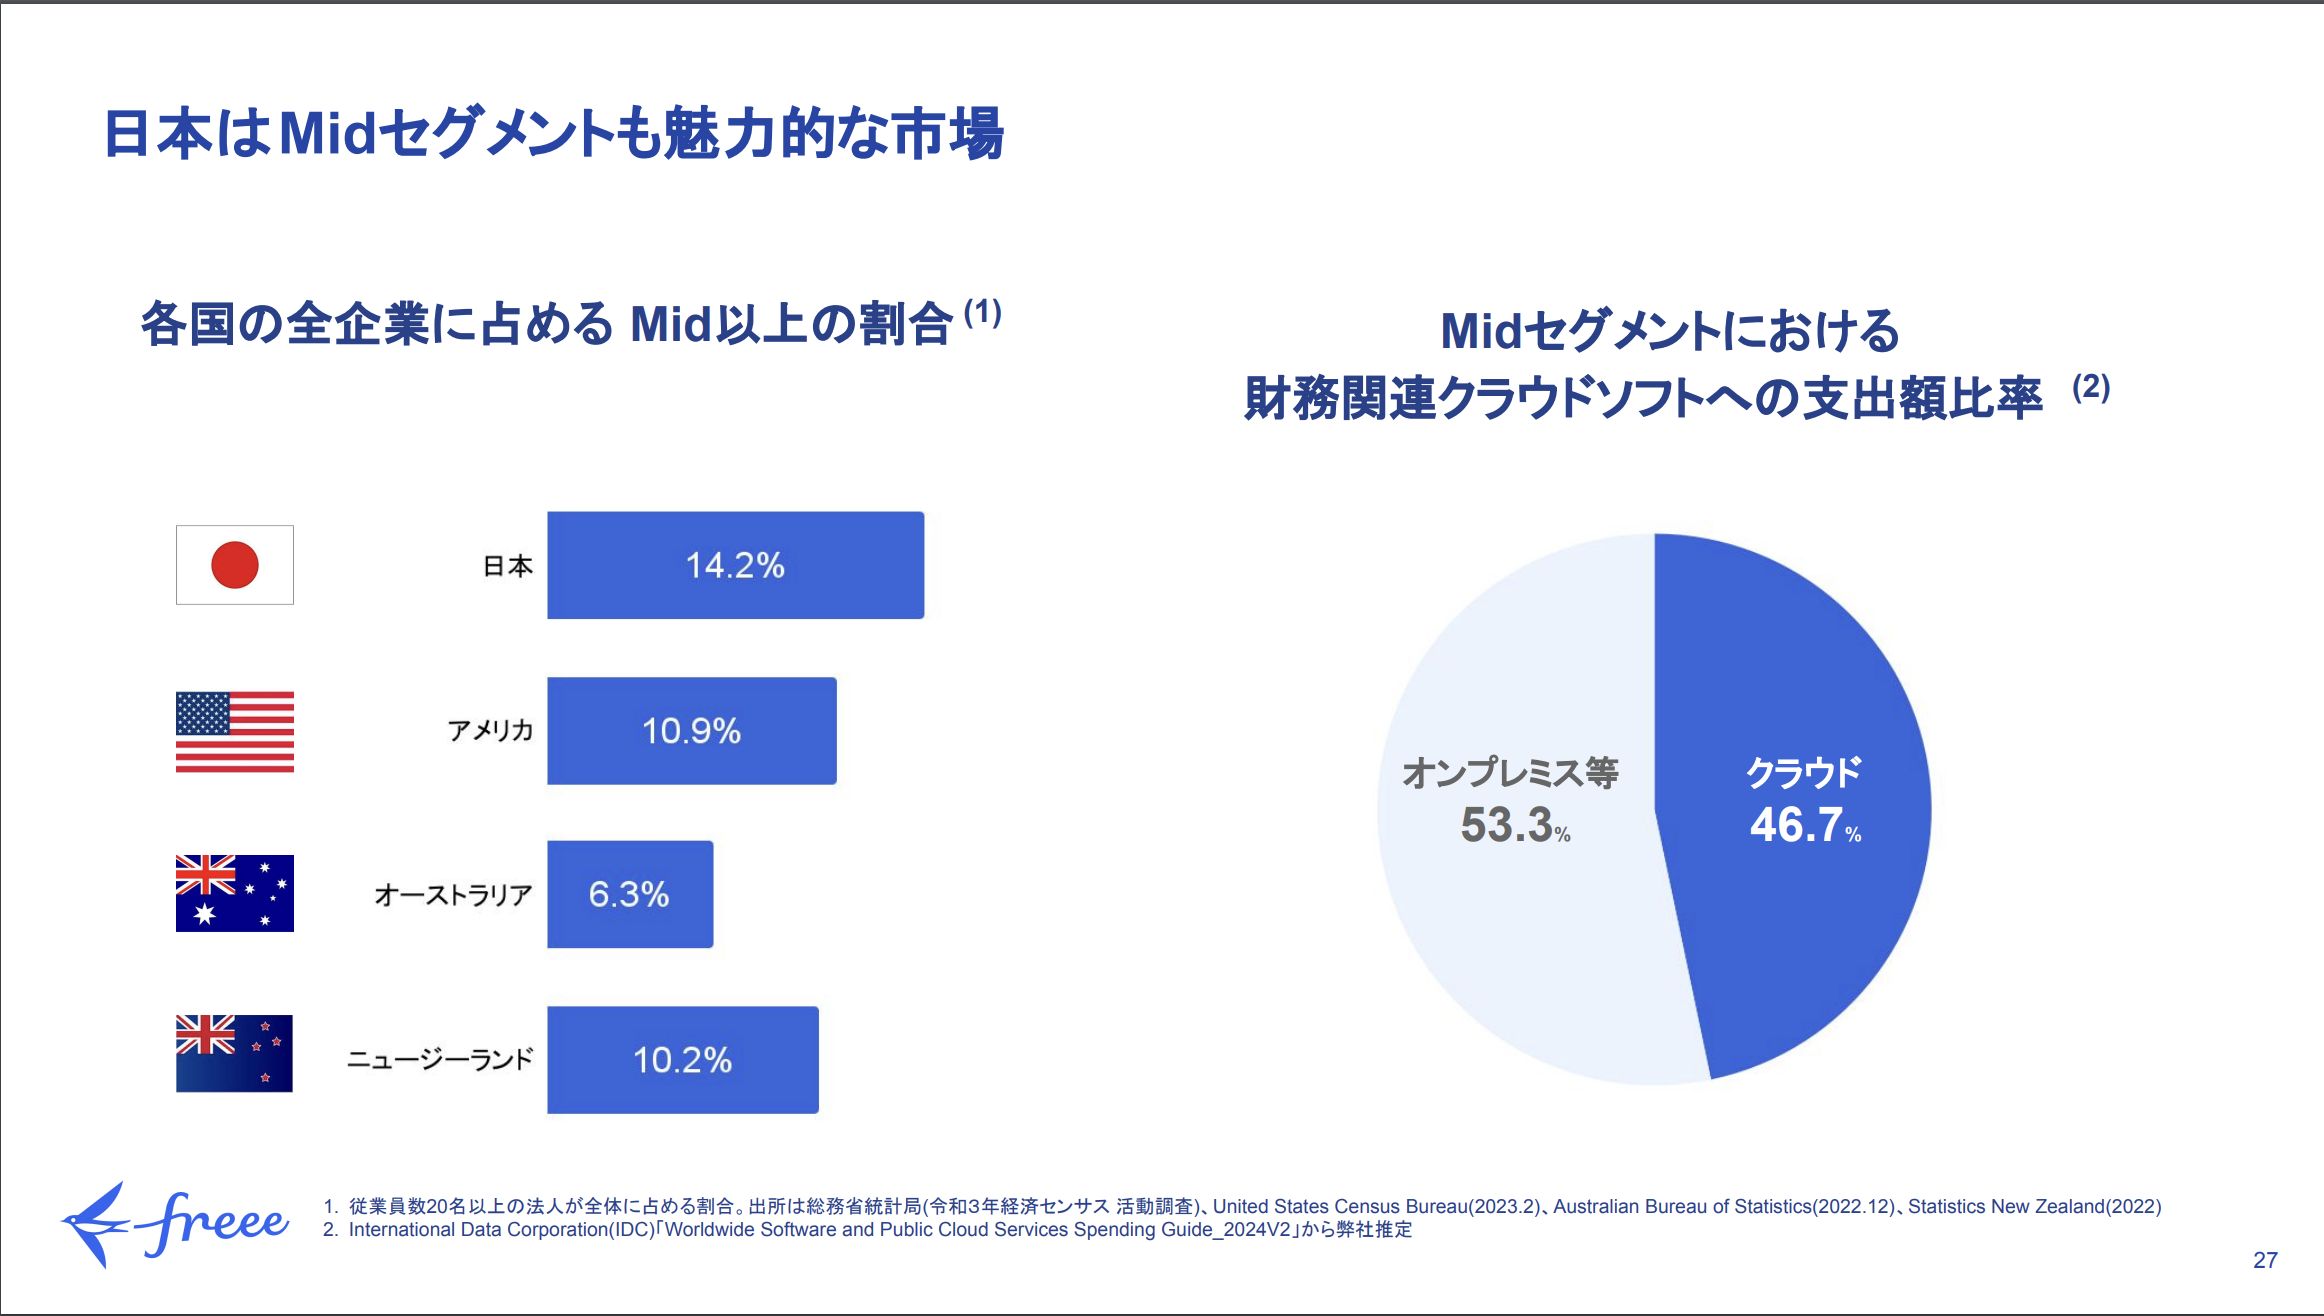 日本はMidセグメントも魅力的な市場
各国の全企業に占める Mid以上の割合 (1)
日本 14.2%
アメリカ 10.9%
オーストラリア 6.3%
ニュージーランド 10.2%
Midセグメントにおける
財務関連クラウドソフトへの支出額比率 (2)
オンプレミス等
53.3%
クラウド
46.7%
freee
1. 従業員数20名以上の法人が全体に占める割合。出所は総務省統計局(令和3年経済センサス 活動調査)、United States Census Bureau(2023.2)、Australian Bureau of Statistics(2022.12)、Statistics New Zealand(2022)
2. International Data Corporation(IDC)「Worldwide Software and Public Cloud Services Spending Guide_2024V2」から弊社推定
27